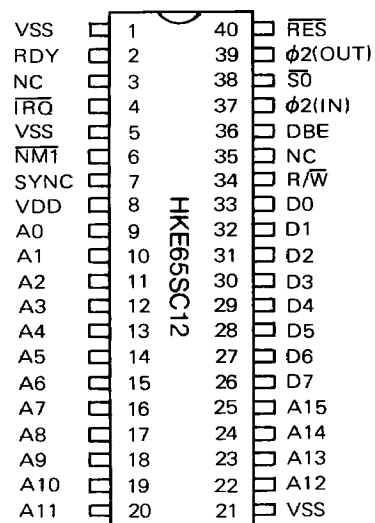 VSS 1 40 R̅E̅S̅
RDY 2 39 ϕ2(OUT)
NC 3 38 S̅0̅
I̅R̅Q̅ 4 37 ϕ2(IN)
VSS 5 36 DBE
N̅M̅1̅ 6 35 NC
SYNC 7 34 R/W̅
VDD 8 33 D0
A0 9 32 D1
A1 10 31 D2
A2 11 30 D3
A3 12 29 D4
A4 13 28 D5
A5 14 27 D6
A6 15 26 D7
A7 16 25 A15
A8 17 24 A14
A9 18 23 A13
A10 19 22 A12
A11 20 21 VSS
HKE65SC12